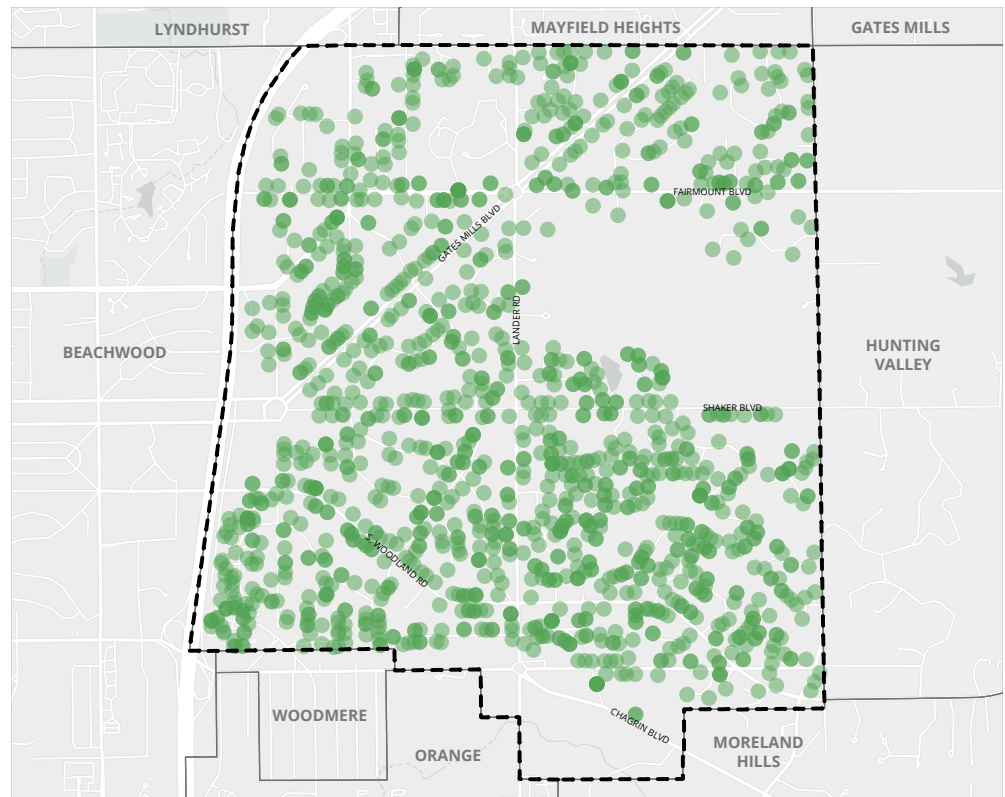 LYNDHURST
MAYFIELD HEIGHTS
GATES MILLS
FAIRMOUNT BLVD
GATES MILLS BLVD
LANDER RD
BEACHWOOD
HUNTING
VALLEY
SHAKER BLVD
S. WOODLAND RD
WOODMERE
CHAGRIN BLVD
ORANGE
MORELAND
HILLS